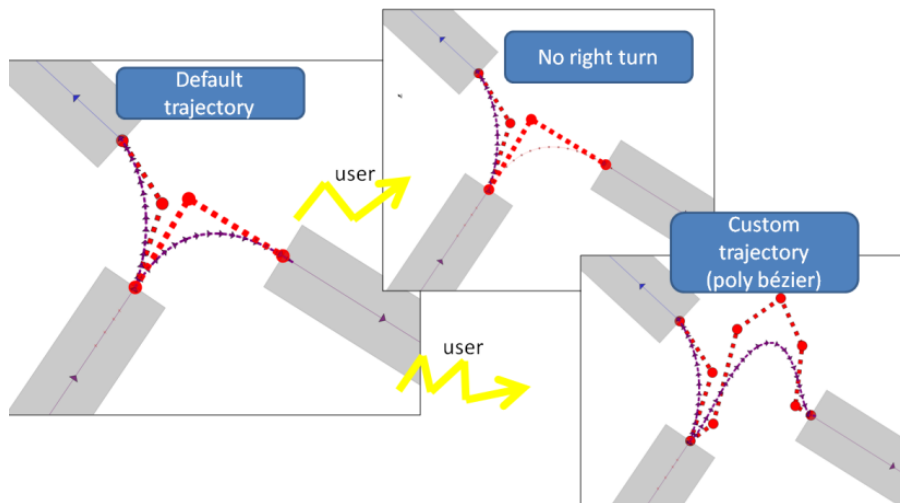 Default
trajectory
No right turn
user
Custom
trajectory
(poly bézier)
user